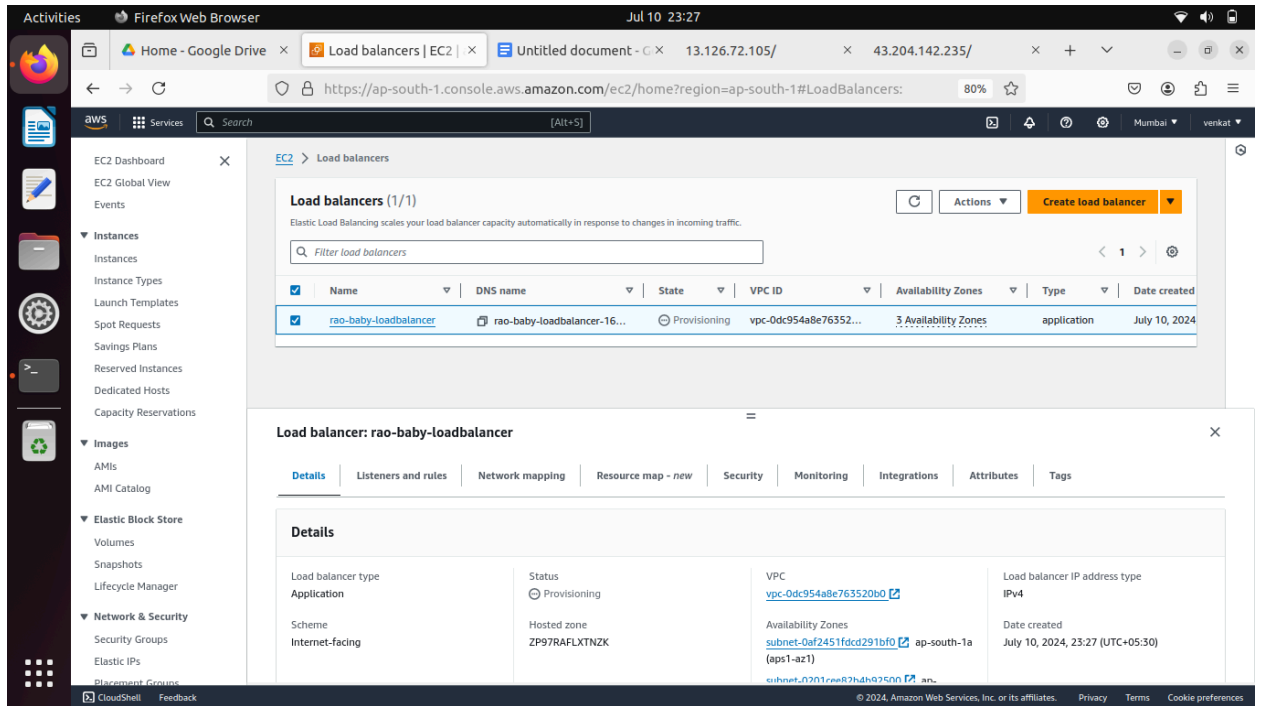 Activities Firefox Web Browser Jul 10 23:27
Home - Google Drive × Load balancers | EC2 | × Untitled document - G × 13.126.72.105/ × 43.204.142.235/ ×
https://ap-south-1.console.aws.amazon.com/ec2/home?region=ap-south-1#LoadBalancers: 80%
aws Services Search [Alt+S] Mumbai ▼ venkat ▼
EC2 Dashboard
EC2 Global View
Events
Instances
Instances
Instance Types
Launch Templates
Spot Requests
Savings Plans
Reserved Instances
Dedicated Hosts
Capacity Reservations
Images
AMIs
AMI Catalog
Elastic Block Store
Volumes
Snapshots
Lifecycle Manager
Network & Security
Security Groups
Elastic IPs
Placement Groups
EC2 > Load balancers
Load balancers (1/1) Actions ▼ Create load balancer ▼
Elastic Load Balancing scales your load balancer capacity automatically in response to changes in incoming traffic.
Filter load balancers < 1 >
Name DNS name State VPC ID Availability Zones Type Date created
rao-baby-loadbalancer rao-baby-loadbalancer-16... Provisioning vpc-0dc954a8e76352... 3 Availability Zones application July 10, 2024
Load balancer: rao-baby-loadbalancer
Details Listeners and rules Network mapping Resource map - new Security Monitoring Integrations Attributes Tags
Details
Load balancer type
Application
Scheme
Internet-facing
Status
Provisioning
Hosted zone
ZP97RAFLXTNZK
VPC
vpc-0dc954a8e763520b0
Availability Zones
subnet-0af2451fdcd291bf0 ap-south-1a
(aps1-az1)
subnet-0201cee82b4b92500 ap-
Load balancer IP address type
IPv4
Date created
July 10, 2024, 23:27 (UTC+05:30)
CloudShell Feedback © 2024, Amazon Web Services, Inc. or its affiliates. Privacy Terms Cookie preferences